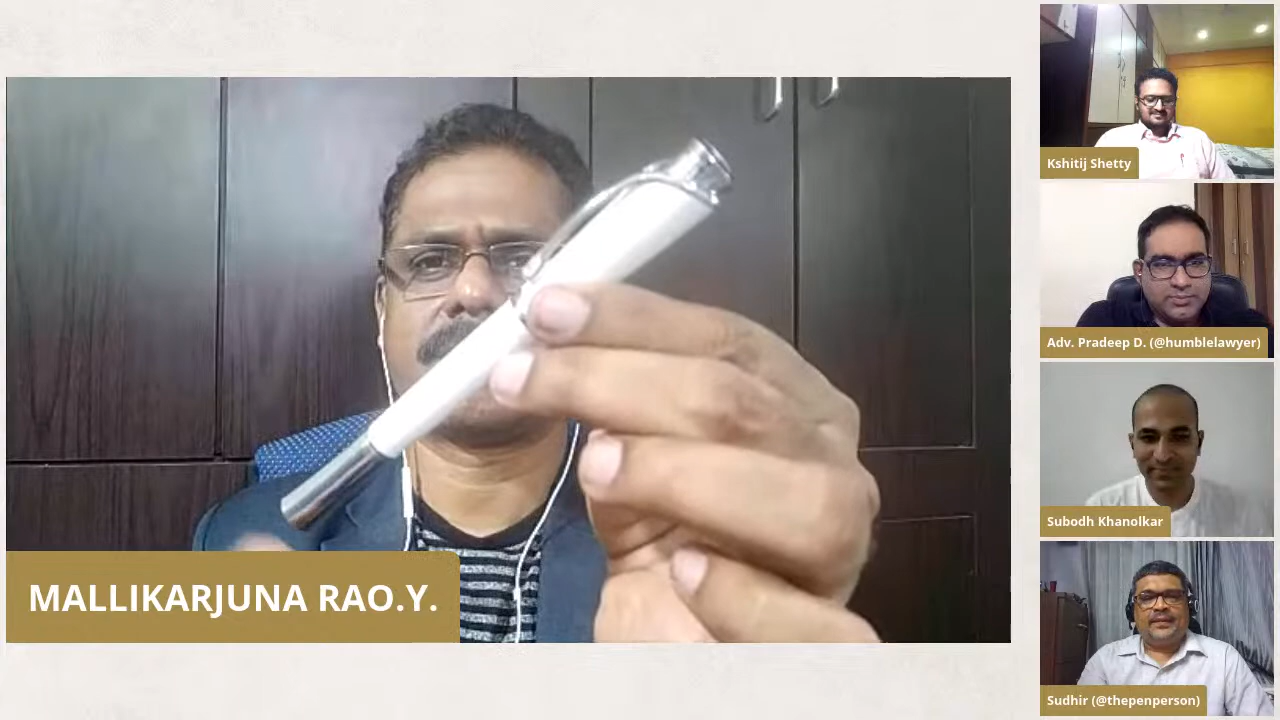 MALLIKARJUNA RAO.Y.
Kshitij Shetty
Adv. Pradeep D. (@humblelawyer)
Subodh Khanolkar
Sudhir (@thepenperson)